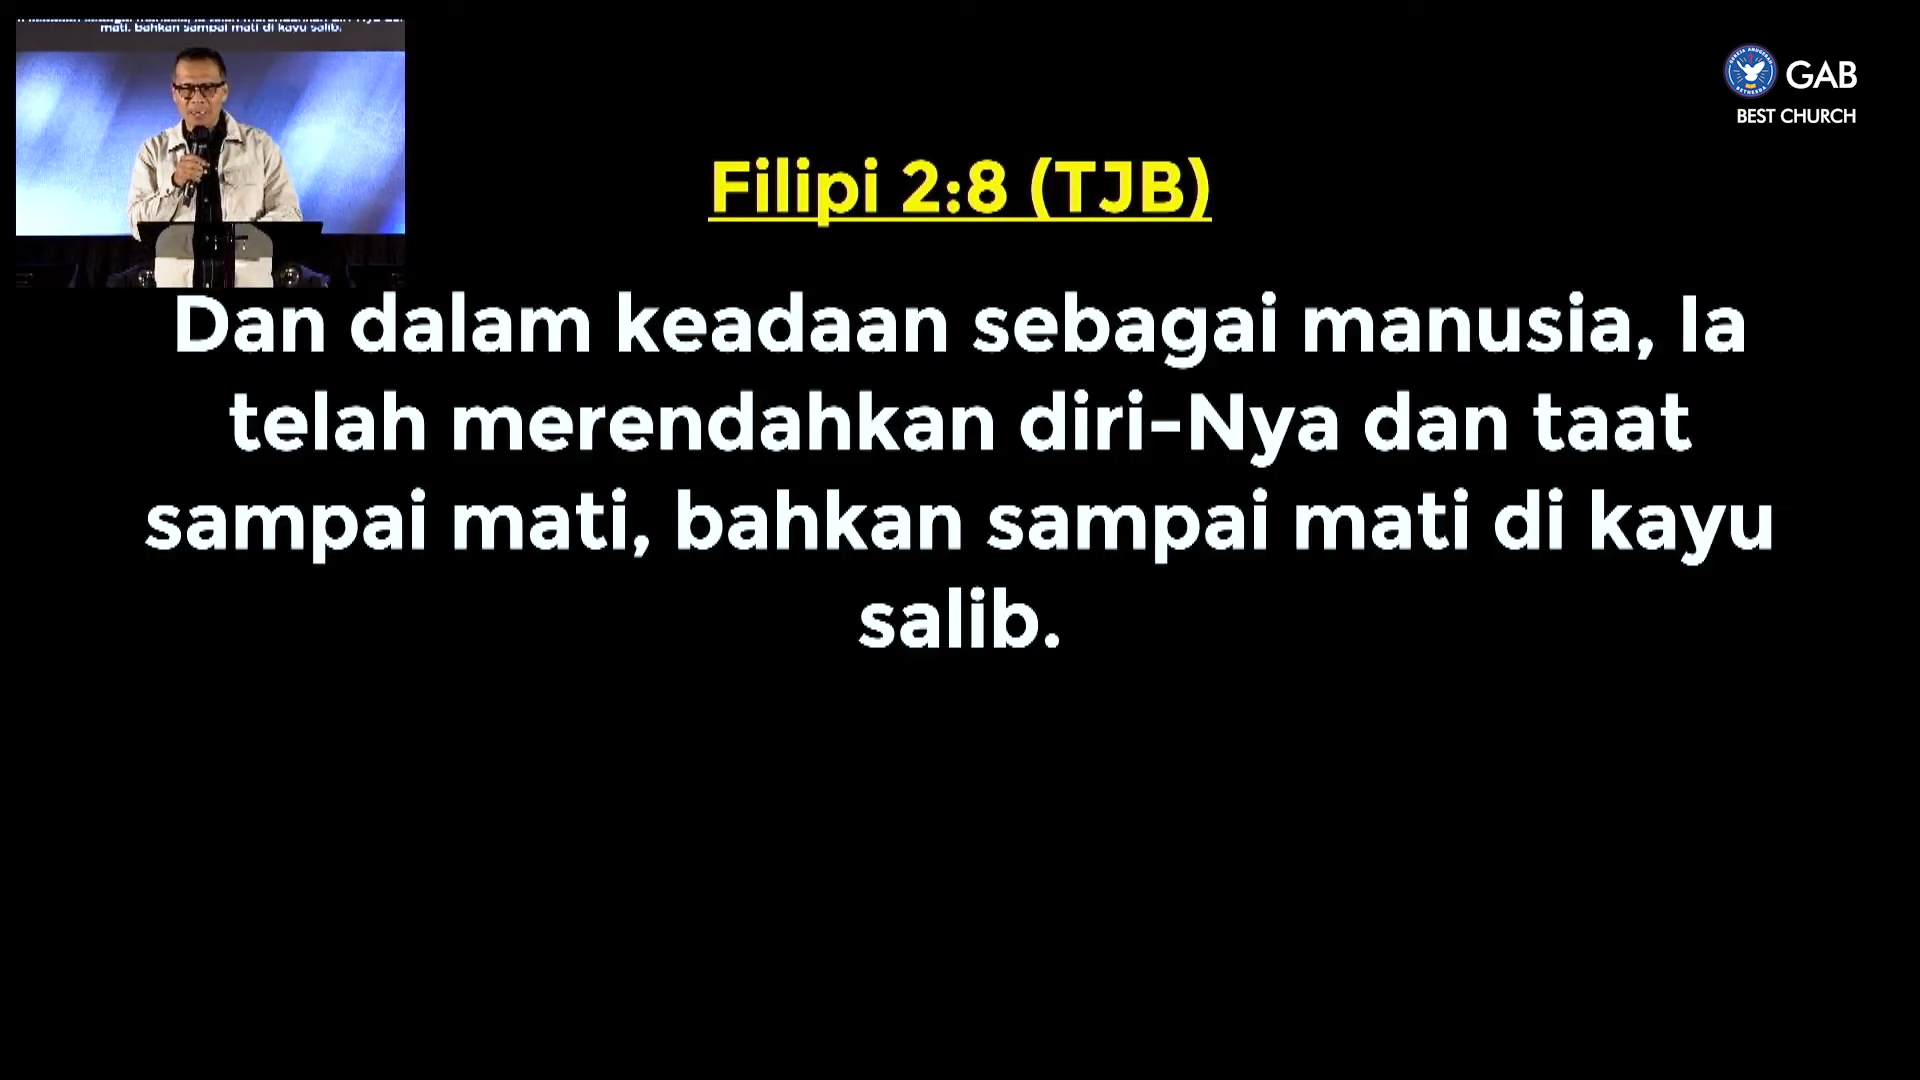 mati, bahkan sampai mati di kayu salib.
GAB
BEST CHURCH
Filipi 2:8 (TJB)
Dan dalam keadaan sebagai manusia, Ia
telah merendahkan diri-Nya dan taat
sampai mati, bahkan sampai mati di kayu
salib.